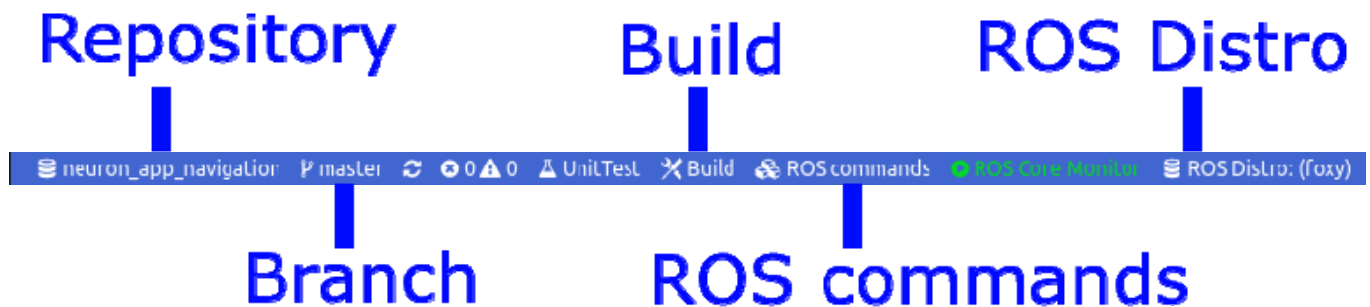 Repository Build ROS Distro
neuron_app_navigation master 0 0 UnitTest Build ROS commands ROS Core Monitor ROS Distro: (foxy)
Branch ROS commands